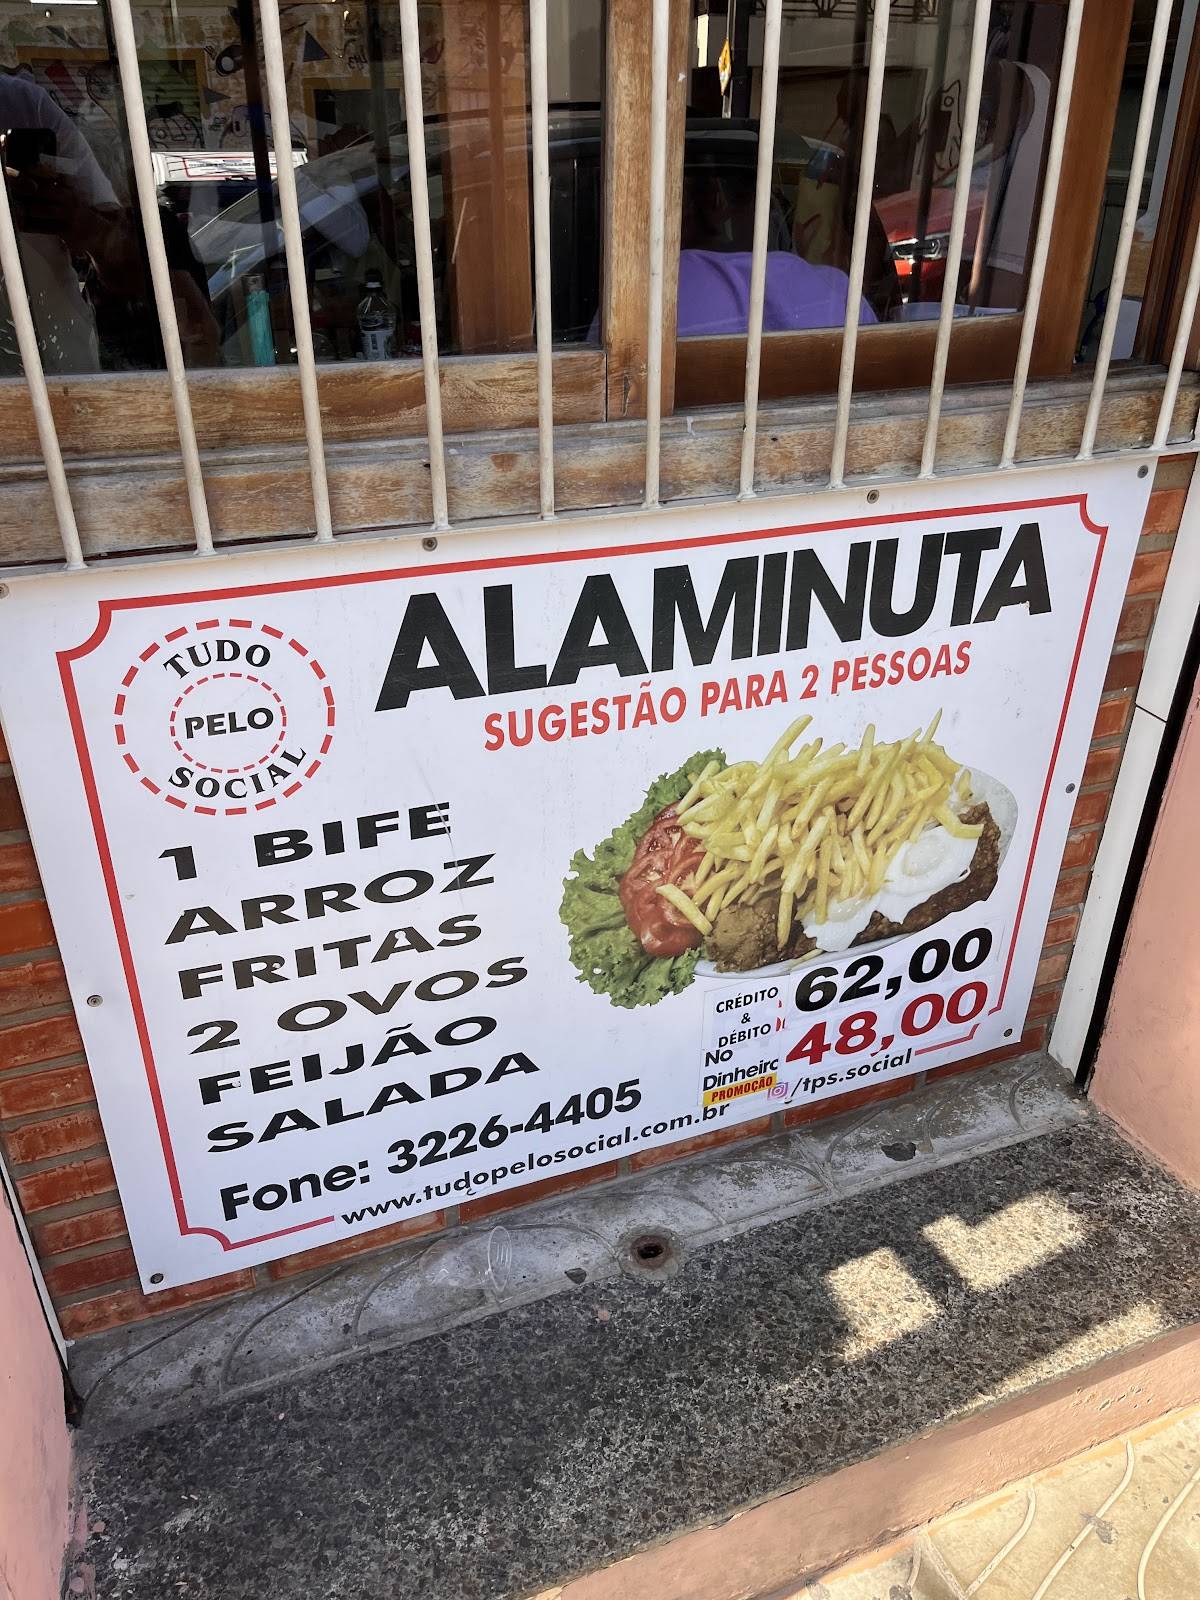 TUDO
PELO
SOCIAL
ALAMINUTA
SUGESTÃO PARA 2 PESSOAS
1 BIFE
ARROZ
FRITAS
2 OVOS
FEIJÃO
SALADA
CRÉDITO
&
DÉBITO
62,00
No
Dinheiro
48,00
PROMOÇÃO
/tps.social
Fone: 3226-4405
www.tudopelosocial.com.br